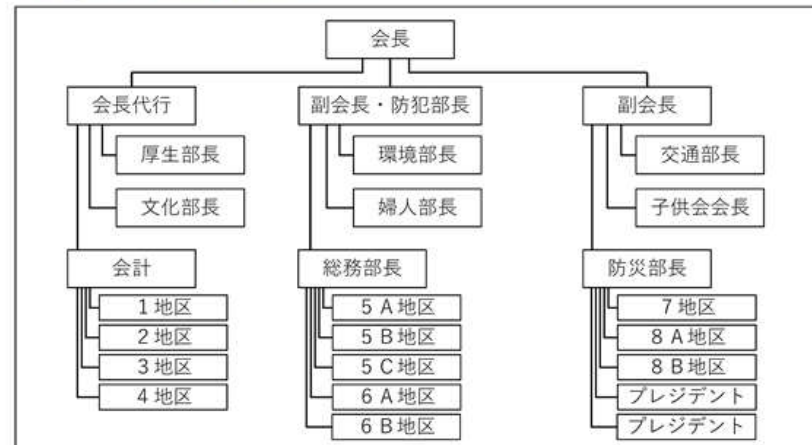 会長
会長代行
副会長・防犯部長
副会長
厚生部長
環境部長
交通部長
文化部長
婦人部長
子供会会長
会計
総務部長
防災部長
1地区
5A地区
7地区
2地区
5B地区
8A地区
3地区
5C地区
8B地区
4地区
6A地区
プレジデント
6B地区
プレジデント